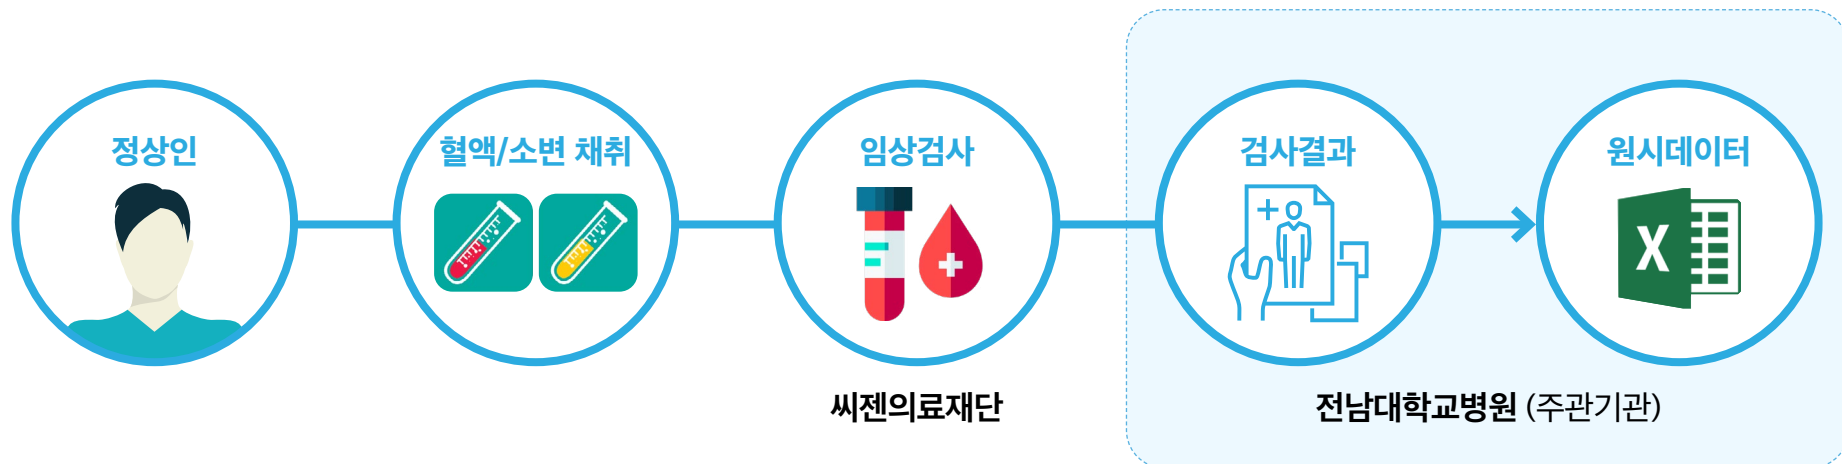 정상인
혈액/소변 채취
임상검사
검사결과
원시데이터
X
씨젠의료재단
전남대학교병원 (주관기관)